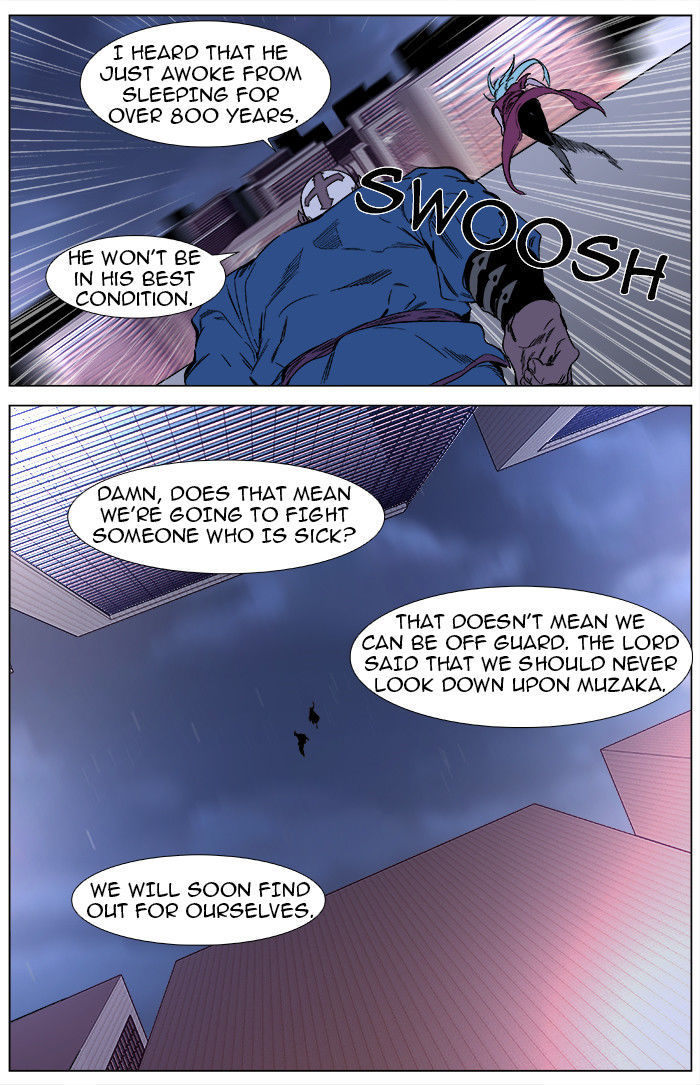 I HEARD THAT HE
JUST AWOKE FROM
SLEEPING FOR
OVER 800 YEARS.
SWOOSH
HE WON'T BE
IN HIS BEST
CONDITION.
DAMN, DOES THAT MEAN
WE'RE GOING TO FIGHT
SOMEONE WHO IS SICK?
THAT DOESN'T MEAN WE
CAN BE OFF GUARD. THE LORD
SAID THAT WE SHOULD NEVER
LOOK DOWN UPON MUZAKA.
WE WILL SOON FIND
OUT FOR OURSELVES.